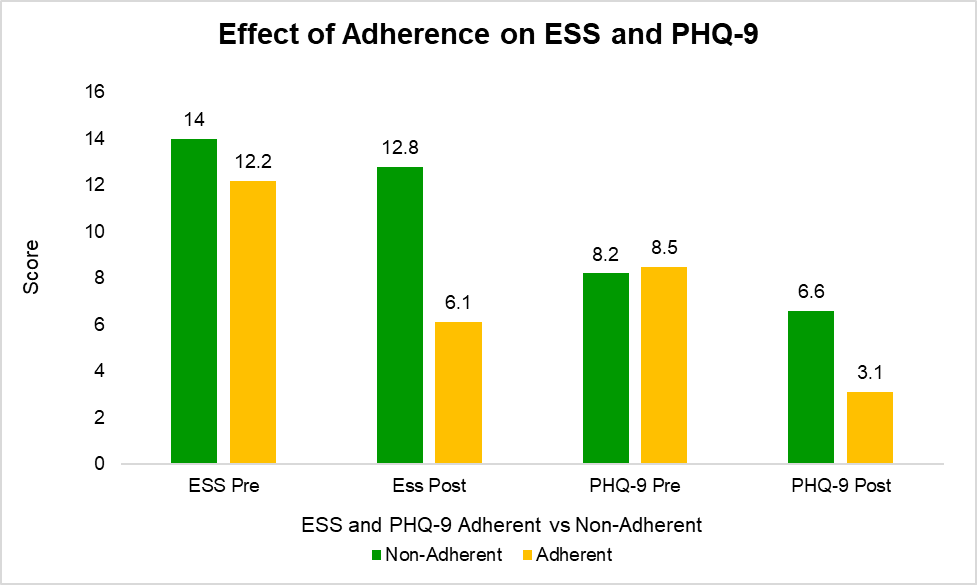 Effect of Adherence on ESS and PHQ-9
Score
16
14
12
10
8
6
4
2
0
14
12.2
12.8
6.1
8.2
8.5
6.6
3.1
ESS Pre
Ess Post
PHQ-9 Pre
PHQ-9 Post
ESS and PHQ-9 Adherent vs Non-Adherent
Non-Adherent
Adherent